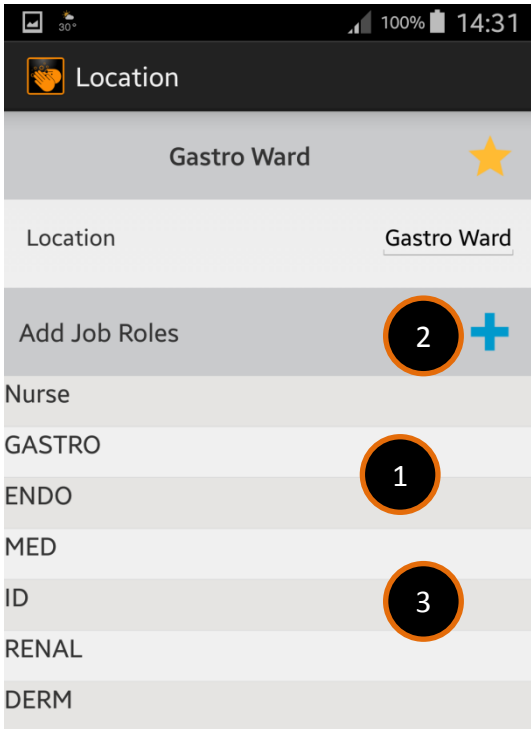 30° 100% 14:31
Location
Gastro Ward
Location Gastro Ward
Add Job Roles 2
Nurse
GASTRO
1
ENDO
MED
ID 3
RENAL
DERM